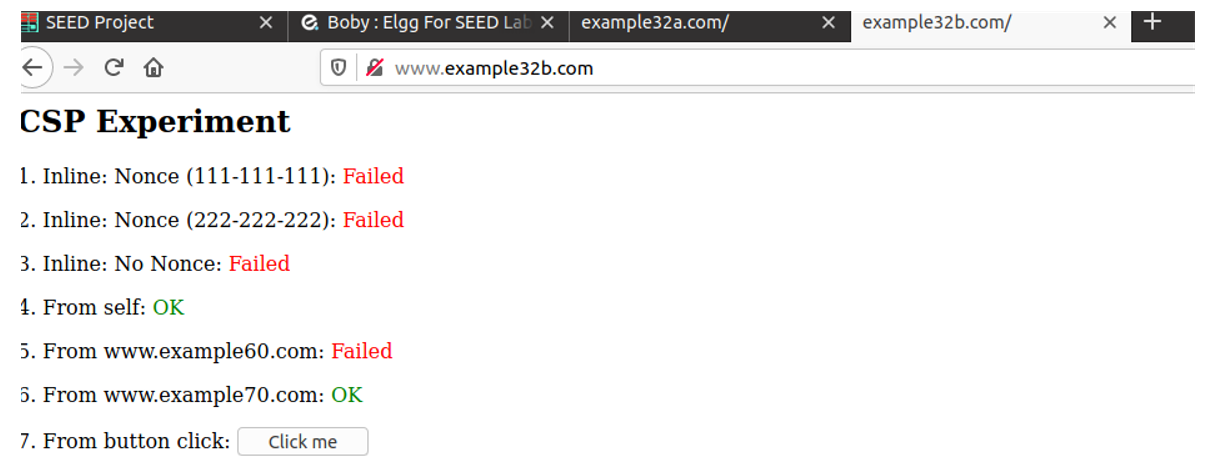 SEED Project
Boby : Elgg For SEED Lab
example32a.com/
example32b.com/
www.example32b.com
CSP Experiment
1. Inline: Nonce (111-111-111): Failed
2. Inline: Nonce (222-222-222): Failed
3. Inline: No Nonce: Failed
4. From self: OK
5. From www.example60.com: Failed
6. From www.example70.com: OK
7. From button click: Click me